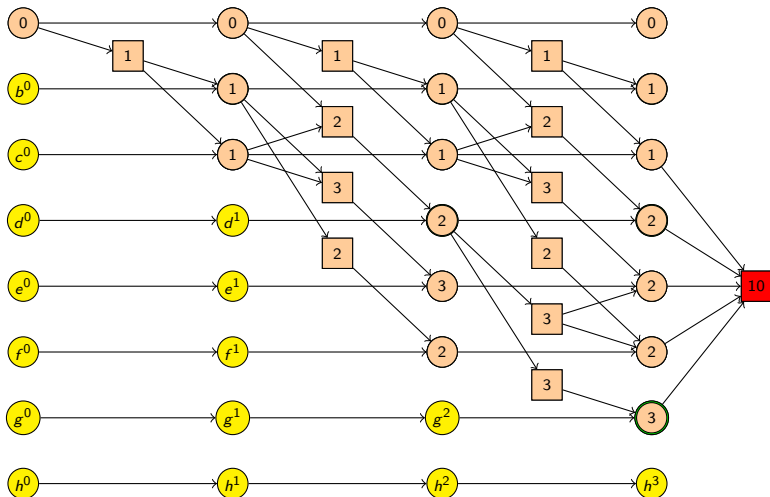 0 0 0 0
1 1 1
b⁰ 1 1 1
2 2
c⁰ 1 1 1
3 3
d⁰ d¹ 2 2
2 2
e⁰ e¹ 3 2 10
3
f⁰ f¹ 2 2
3
g⁰ g¹ g² 3
h⁰ h¹ h² h³